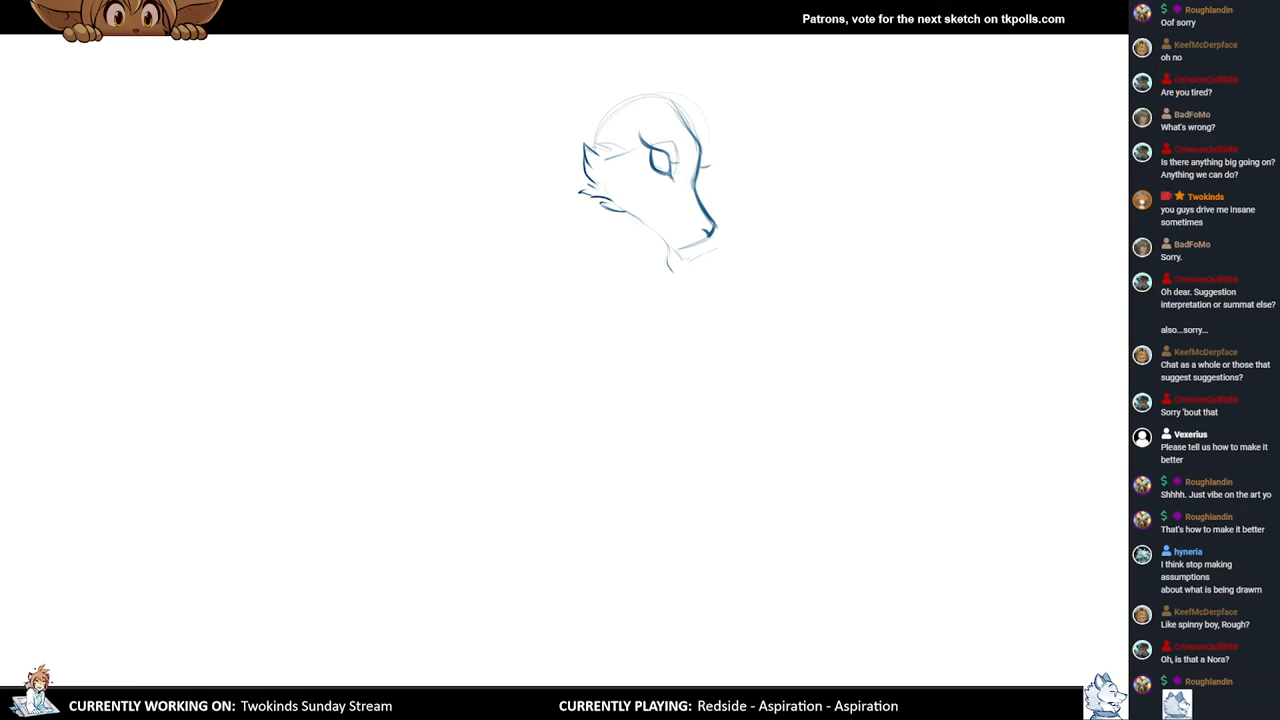 Patrons, vote for the next sketch on tkpolls.com
Roughlandin
Oof sorry
KeefMcDerpface
oh no
Are you tired?
BadFoMo
What's wrong?
Is there anything big going on?
Anything we can do?
Twokinds
you guys drive me insane
sometimes
BadFoMo
Sorry.
Oh dear. Suggestion
interpretation or summat else?
also...sorry...
KeefMcDerpface
Chat as a whole or those that
suggest suggestions?
Sorry 'bout that
Vexerius
Please tell us how to make it
better
Roughlandin
Shhhh. Just vibe on the art yo
Roughlandin
That's how to make it better
hyneria
I think stop making
assumptions
about what is being drawm
KeefMcDerpface
Like spinny boy, Rough?
Oh, is that a Nora?
Roughlandin
CURRENTLY WORKING ON: Twokinds Sunday Stream
CURRENTLY PLAYING: Redside - Aspiration - Aspiration